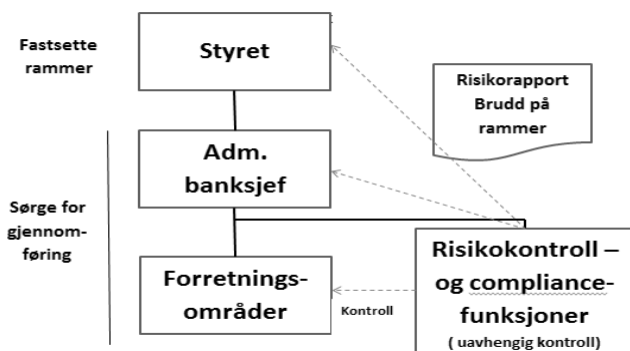 Fastsette
rammer
Styret
Risikorapport
Brudd på
rammer
Adm.
banksjef
Sørge for
gjennom-
føring
Forretnings-
områder
Kontroll
Risikokontroll –
og compliance-
funksjoner
( uavhengig kontroll)